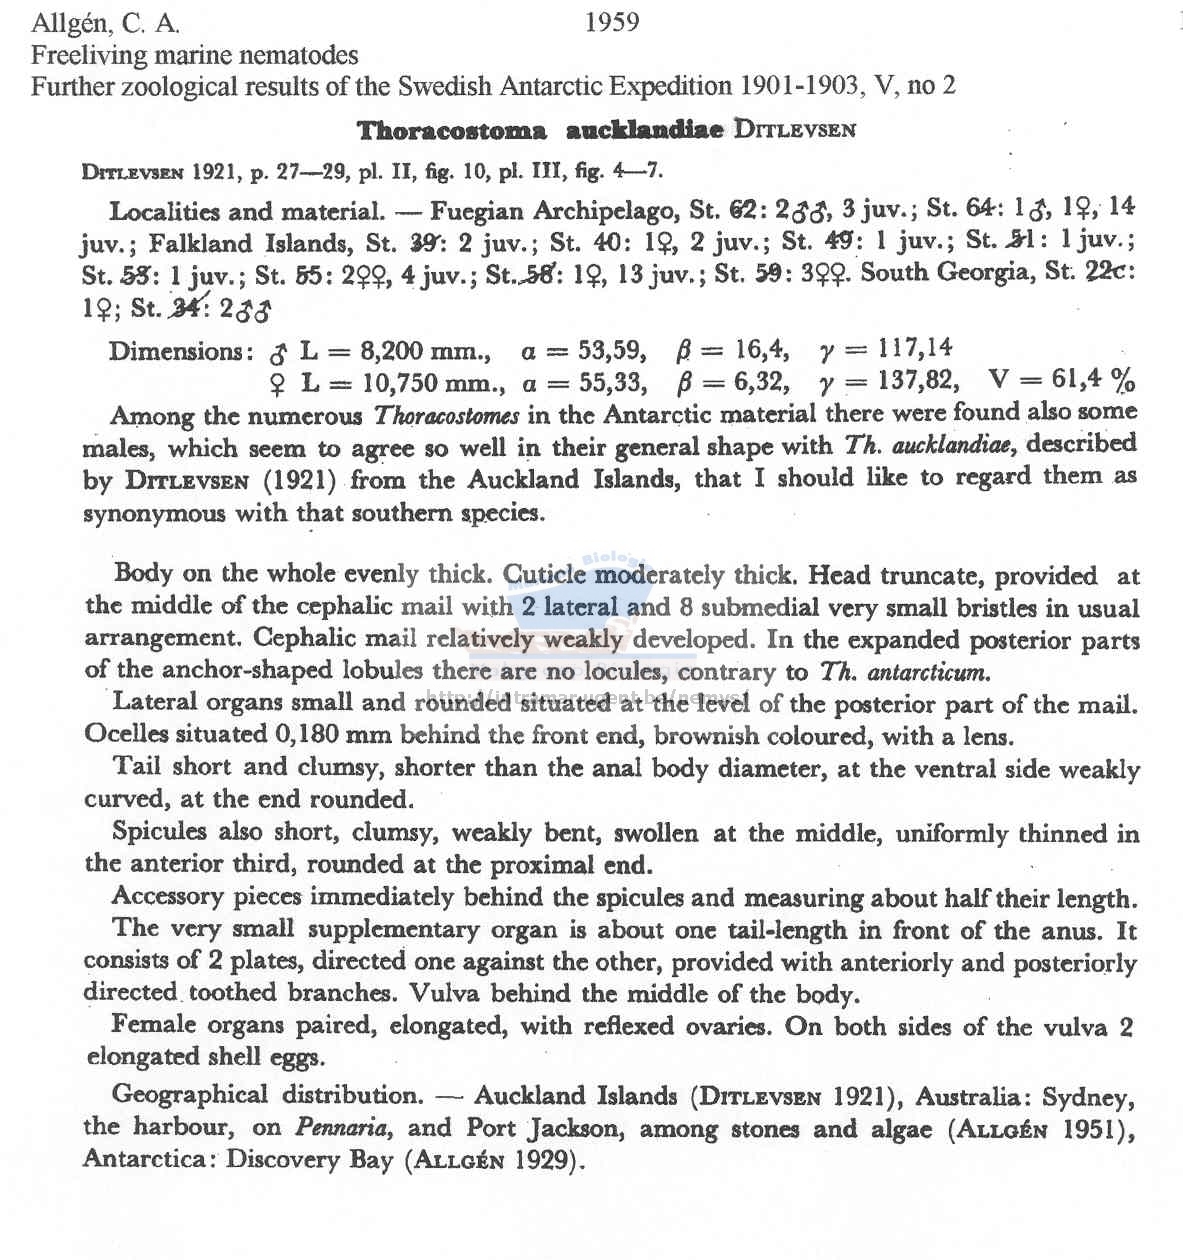 Allgén, C. A. 1959
Freeliving marine nematodes
Further zoological results of the Swedish Antarctic Expedition 1901-1903, V, no 2
Thoracostoma aucklandiae DITLEVSEN
DITLEVSEN 1921, p. 27—29, pl. II, fig. 10, pl. III, fig. 4—7.
Localities and material. — Fuegian Archipelago, St. 62: 2♂♂, 3 juv.; St. 64: 1♂, 1♀, 14
juv.; Falkland Islands, St. 39: 2 juv.; St. 40: 1♀, 2 juv.; St. 49: 1 juv.; St. 51: 1 juv.;
St. 53: 1 juv.; St. 55: 2♀♀, 4 juv.; St. 58: 1♀, 13 juv.; St. 59: 3♀♀. South Georgia, St. 22c:
1♀; St. 34: 2♂♂
Dimensions: ♂ L = 8,200 mm., α = 53,59, β = 16,4, γ = 117,14
♀ L = 10,750 mm., α = 55,33, β = 6,32, γ = 137,82, V = 61,4 %
Among the numerous Thoracostomes in the Antarctic material there were found also some
males, which seem to agree so well in their general shape with Th. aucklandiae, described
by DITLEVSEN (1921) from the Auckland Islands, that I should like to regard them as
synonymous with that southern species.
Body on the whole evenly thick. Cuticle moderately thick. Head truncate, provided at
the middle of the cephalic mail with 2 lateral and 8 submedial very small bristles in usual
arrangement. Cephalic mail relatively weakly developed. In the expanded posterior parts
of the anchor-shaped lobules there are no locules, contrary to Th. antarcticum.
http://intramar.ugent.be/nemys/
Lateral organs small and rounded situated at the level of the posterior part of the mail.
Ocelles situated 0,180 mm behind the front end, brownish coloured, with a lens.
Tail short and clumsy, shorter than the anal body diameter, at the ventral side weakly
curved, at the end rounded.
Spicules also short, clumsy, weakly bent, swollen at the middle, uniformly thinned in
the anterior third, rounded at the proximal end.
Accessory pieces immediately behind the spicules and measuring about half their length.
The very small supplementary organ is about one tail-length in front of the anus. It
consists of 2 plates, directed one against the other, provided with anteriorly and posteriorly
directed toothed branches. Vulva behind the middle of the body.
Female organs paired, elongated, with reflexed ovaries. On both sides of the vulva 2
elongated shell eggs.
Geographical distribution. — Auckland Islands (DITLEVSEN 1921), Australia: Sydney,
the harbour, on Pennaria, and Port Jackson, among stones and algae (ALLGÉN 1951),
Antarctica: Discovery Bay (ALLGÉN 1929).